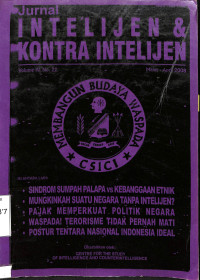 Jurnal
INTELIJEN &
KONTRA INTELIJEN
MEMBANGUN BUDAYA WASPADA
CSICI
• SINDROM SUMPAH PALAPA vs KEBANGGAAN ETNIK
• MUNGKINKAH SUATU NEGARA TANPA INTELIJEN?
• PAJAK MEMPERKUAT POLITIK NEGARA
• WASPADAI TERORISME TIDAK PERNAH MATI
• POSTUR TENTARA NASIONAL INDONESIA IDEAL
CENTRE FOR THE STUDY
OF INTELLIGENCE AND COUNTERINTELLIGENCE